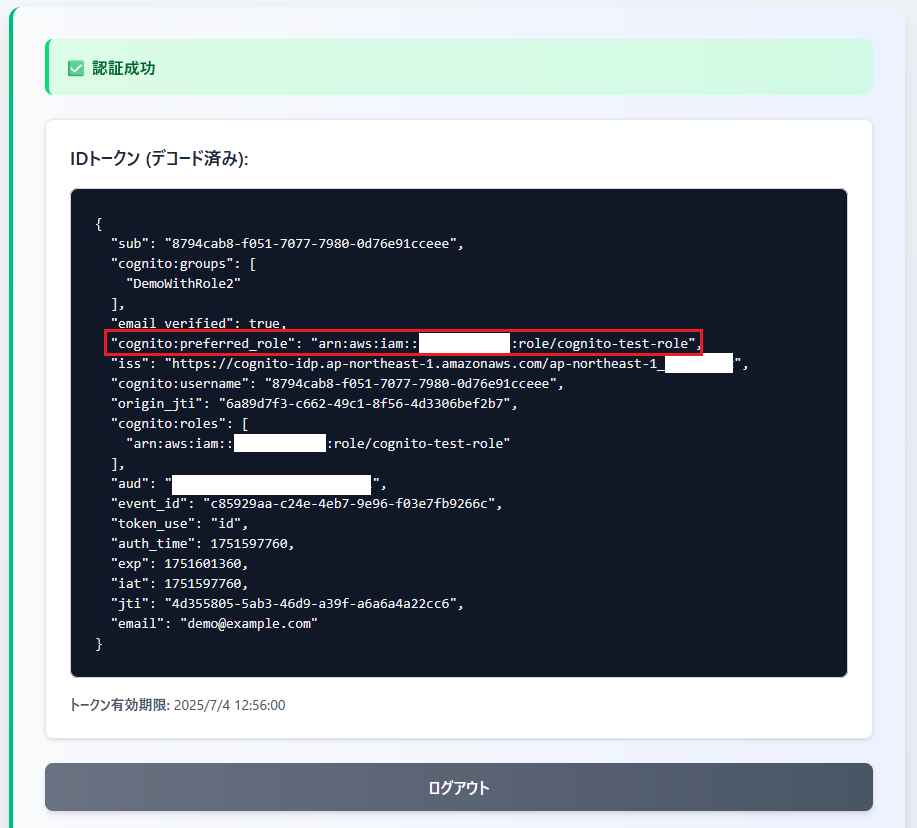 ✅ 認証成功
IDトークン (デコード済み):
{
"sub": "8794cab8-f051-7077-7980-0d76e91cceee",
"cognito:groups": [
"DemoWithRole2"
],
"email_verified": true,
"cognito:preferred_role": "arn:aws:iam:: :role/cognito-test-role",
"iss": "https://cognito-idp.ap-northeast-1.amazonaws.com/ap-northeast-1_ ",
"cognito:username": "8794cab8-f051-7077-7980-0d76e91cceee",
"origin_jti": "6a89d7f3-c662-49c1-8f56-4d3306bef2b7",
"cognito:roles": [
"arn:aws:iam:: :role/cognito-test-role"
],
"aud": " ",
"event_id": "c85929aa-c24e-4eb7-9e96-f03e7fb9266c",
"token_use": "id",
"auth_time": 1751597760,
"exp": 1751601360,
"iat": 1751597760,
"jti": "4d355805-5ab3-46d9-a39f-a6a6a4a22cc6",
"email": "demo@example.com"
}
トークン有効期限: 2025/7/4 12:56:00
ログアウト